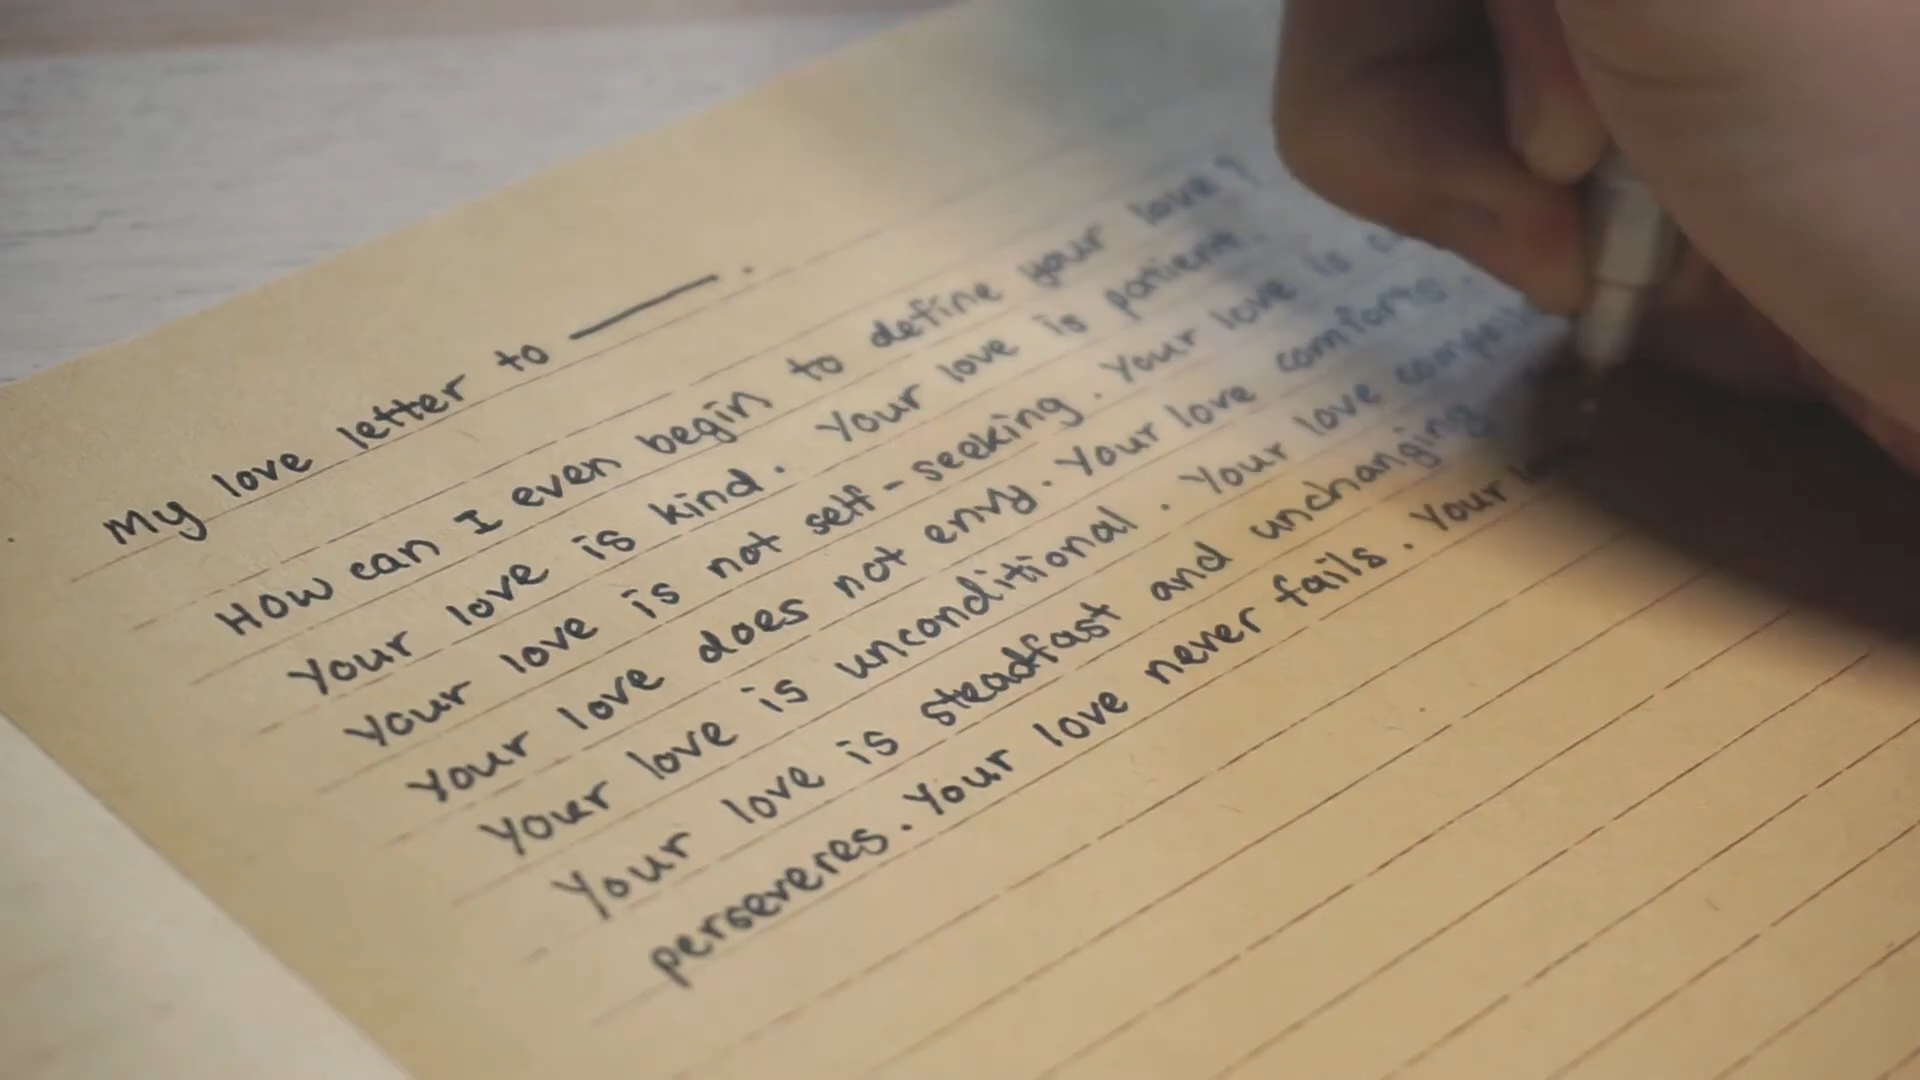 My love letter to ______.
How can I even begin to define your love?
Your love is kind. Your love is patient.
Your love is not self-seeking. Your love is
Your love does not envy. Your love comforts.
Your love is unconditional. Your love
Your love is steadfast and unchanging
perseveres. Your love never fails. Your